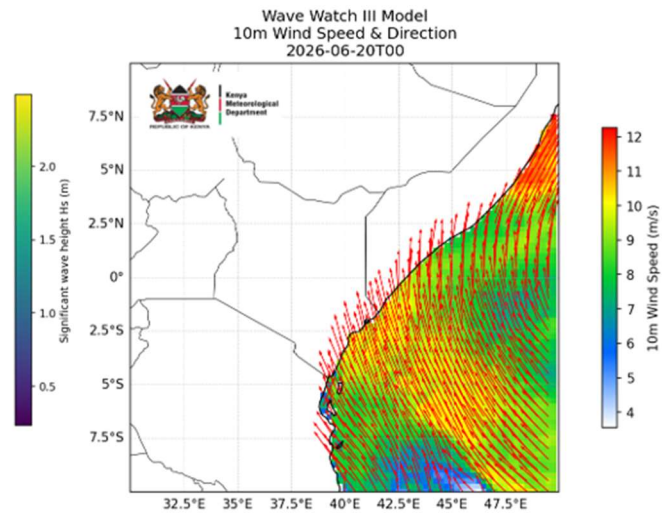 Wave Watch III Model
10m Wind Speed & Direction
2026-06-20T00
Kenya
Meteorological
Department
REPUBLIC OF KENYA
7.5°N
5°N
2.5°N
0°
2.5°S
5°S
7.5°S
32.5°E
35°E
37.5°E
40°E
42.5°E
45°E
47.5°E
2.0
1.5
1.0
0.5
Significant wave height Hs (m)
12
11
10
9
8
7
6
5
4
10m Wind Speed (m/s)